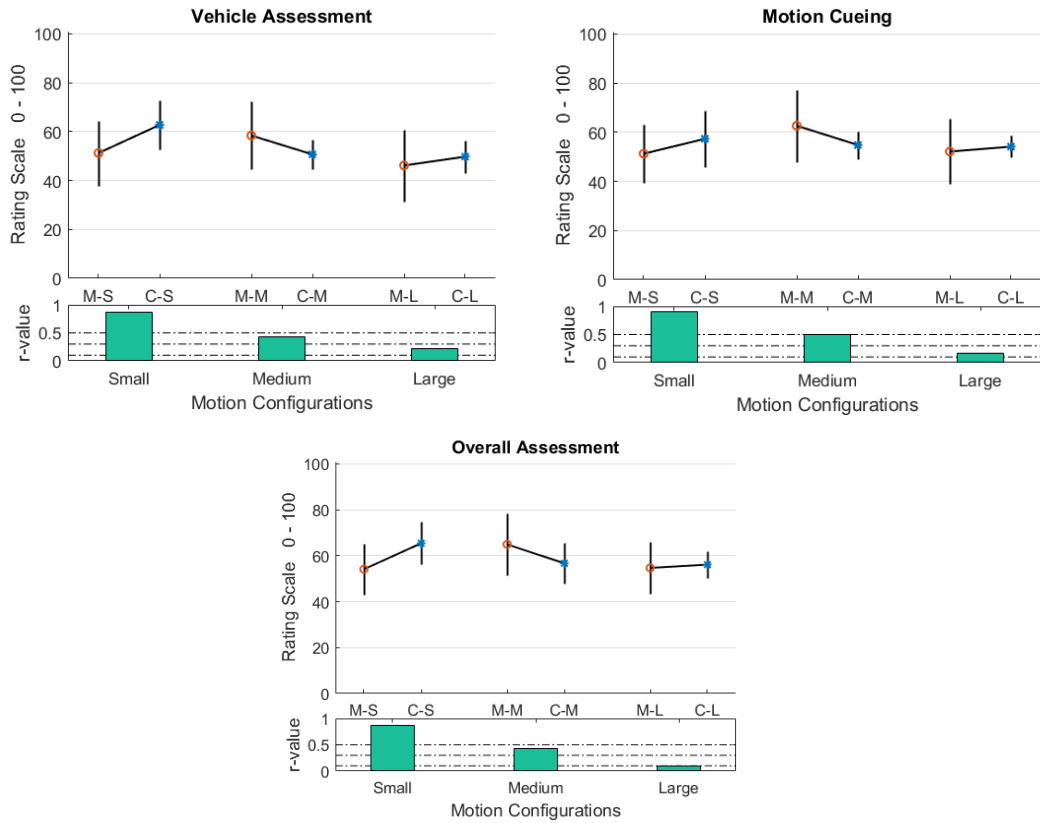 Vehicle Assessment
100
80
60
40
20
0
Rating Scale 0 - 100
M-S C-S M-M C-M M-L C-L
1
0.5
0
r-value
Small Medium Large
Motion Configurations
Motion Cueing
100
80
60
40
20
0
Rating Scale 0 - 100
M-S C-S M-M C-M M-L C-L
1
0.5
0
r-value
Small Medium Large
Motion Configurations
Overall Assessment
100
80
60
40
20
0
Rating Scale 0 - 100
M-S C-S M-M C-M M-L C-L
1
0.5
0
r-value
Small Medium Large
Motion Configurations